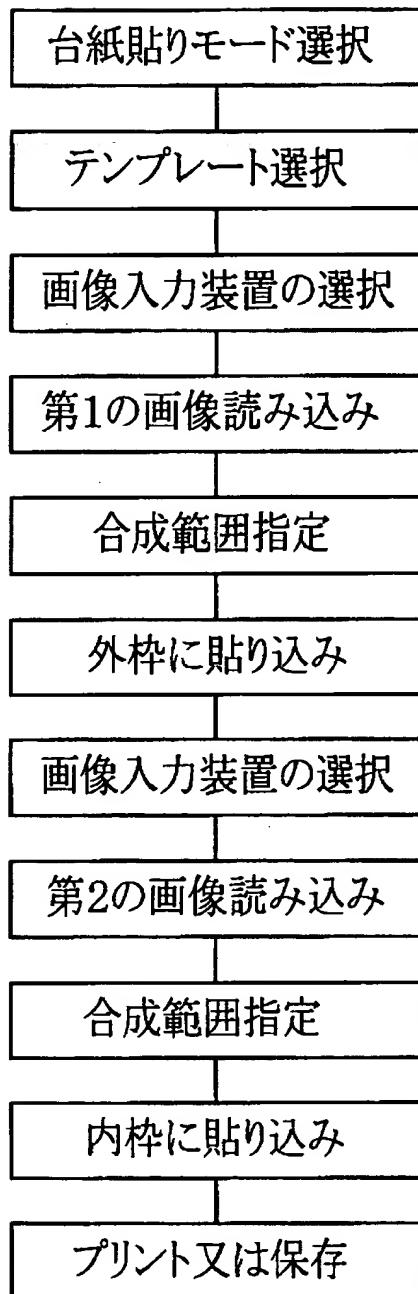 台紙貼りモード選択
テンプレート選択
画像入力装置の選択
第1の画像読み込み
合成範囲指定
外枠に貼り込み
画像入力装置の選択
第2の画像読み込み
合成範囲指定
内枠に貼り込み
プリント又は保存